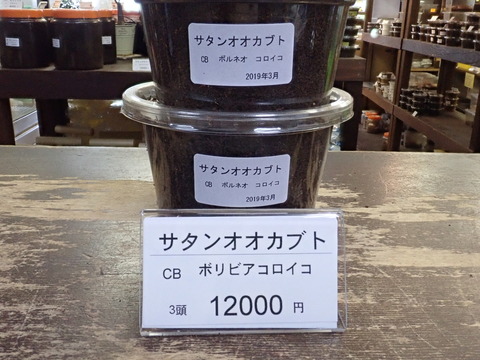 サタンオオカブト
CB ボルネオ コロイコ
2019年3月
サタンオオカブト
CB ボルネオ コロイコ
2019年3月
サタンオオカブト
CB ボリビアコロイコ
3頭 12000 円